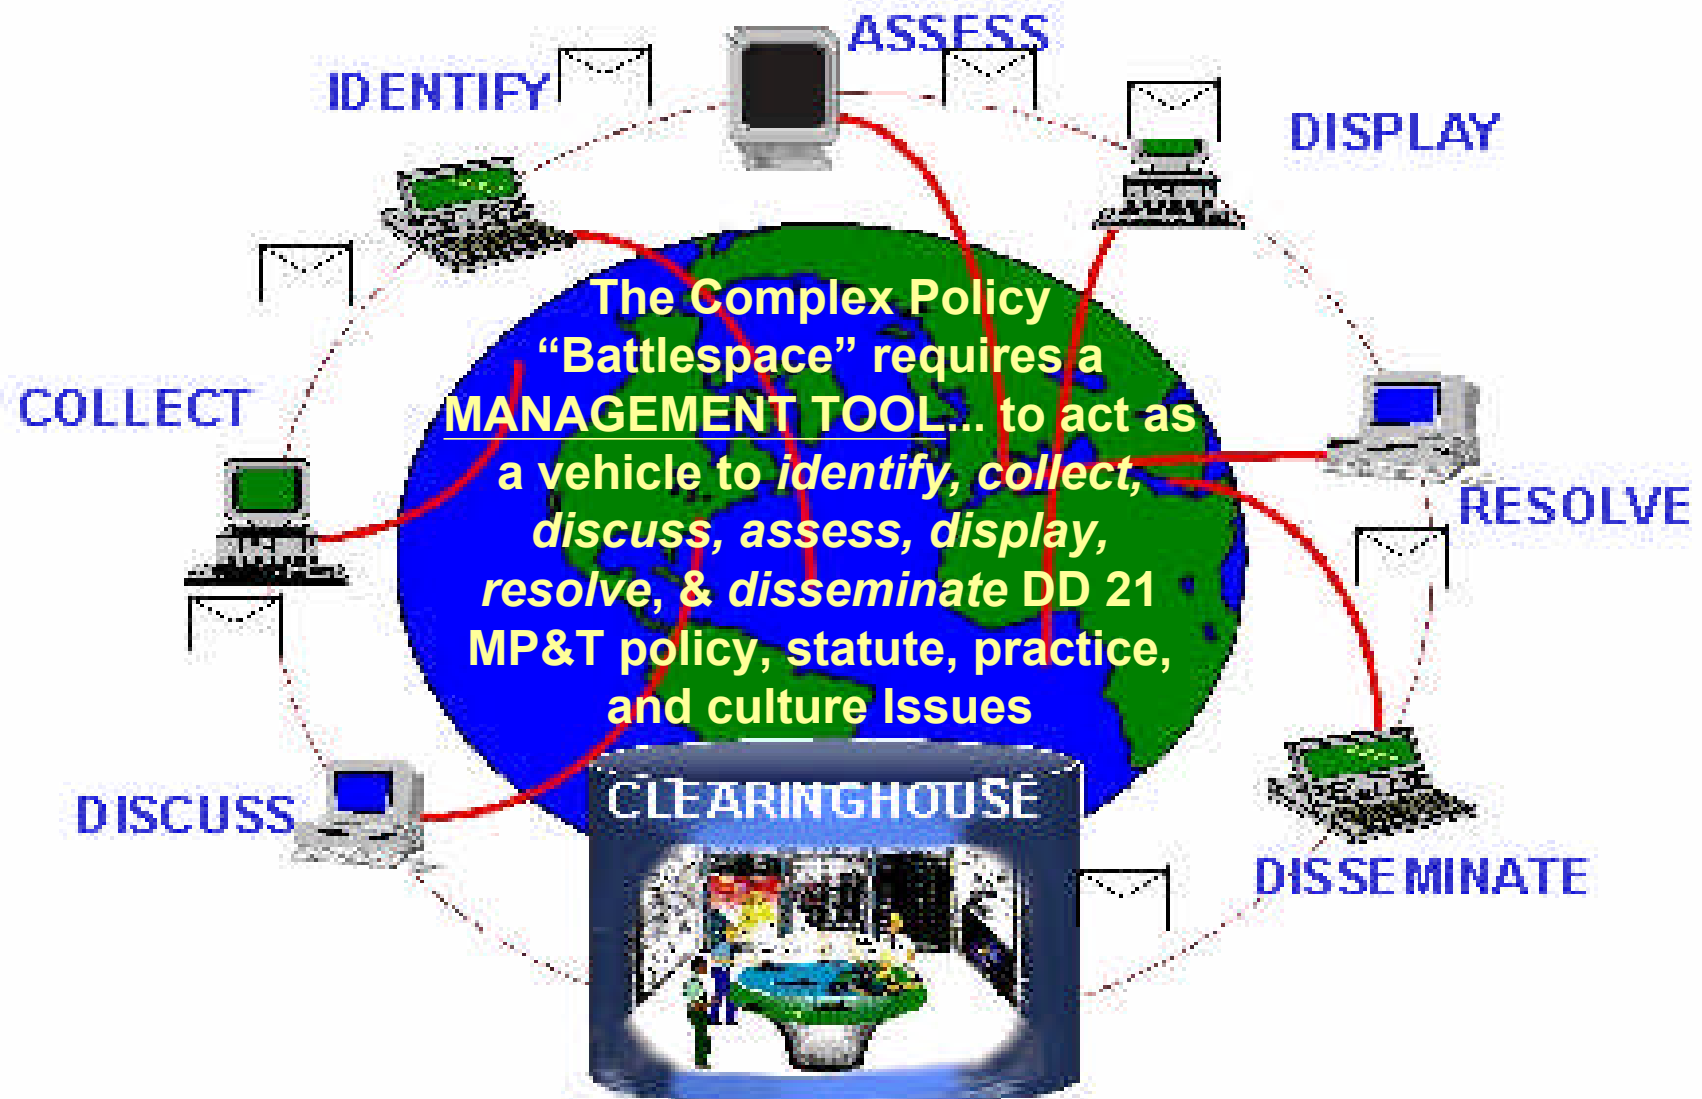 ASSESS
IDENTIFY
DISPLAY
The Complex Policy
“Battlespace” requires a
MANAGEMENT TOOL... to act as
a vehicle to identify, collect,
discuss, assess, display,
resolve, & disseminate DD 21
MP&T policy, statute, practice,
and culture Issues
COLLECT
RESOLVE
DISCUSS
CLEARINGHOUSE
DISSEMINATE